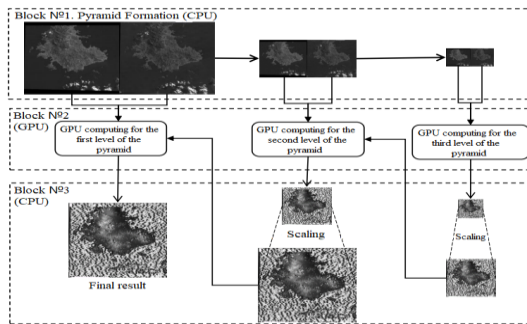 Block №1. Pyramid Formation (CPU)
Block №2
(GPU)
GPU computing for the
first level of the
pyramid
GPU computing for the
second level of the
pyramid
GPU computing for the
third level of the
pyramid
Block №3
(CPU)
Scaling
Scaling
Final result